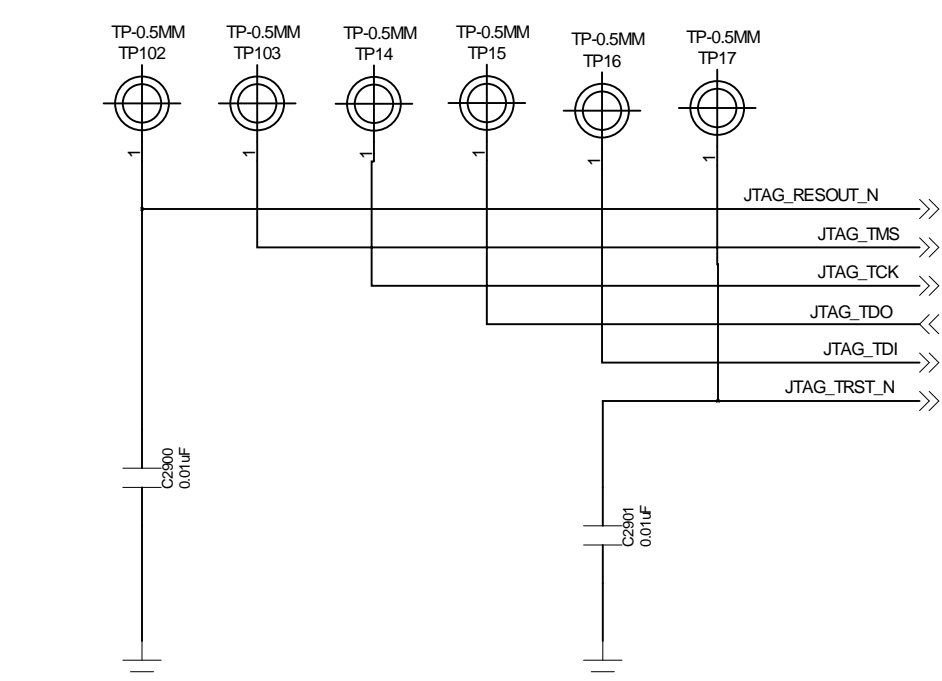 TP-0.5MM
TP102
TP-0.5MM
TP103
TP-0.5MM
TP14
TP-0.5MM
TP15
TP-0.5MM
TP16
TP-0.5MM
TP17
1
1
1
1
1
1
JTAG_RESOUT_N
JTAG_TMS
JTAG_TCK
JTAG_TDO
JTAG_TDI
JTAG_TRST_N
C2900
0.01uF
C2901
0.01uF